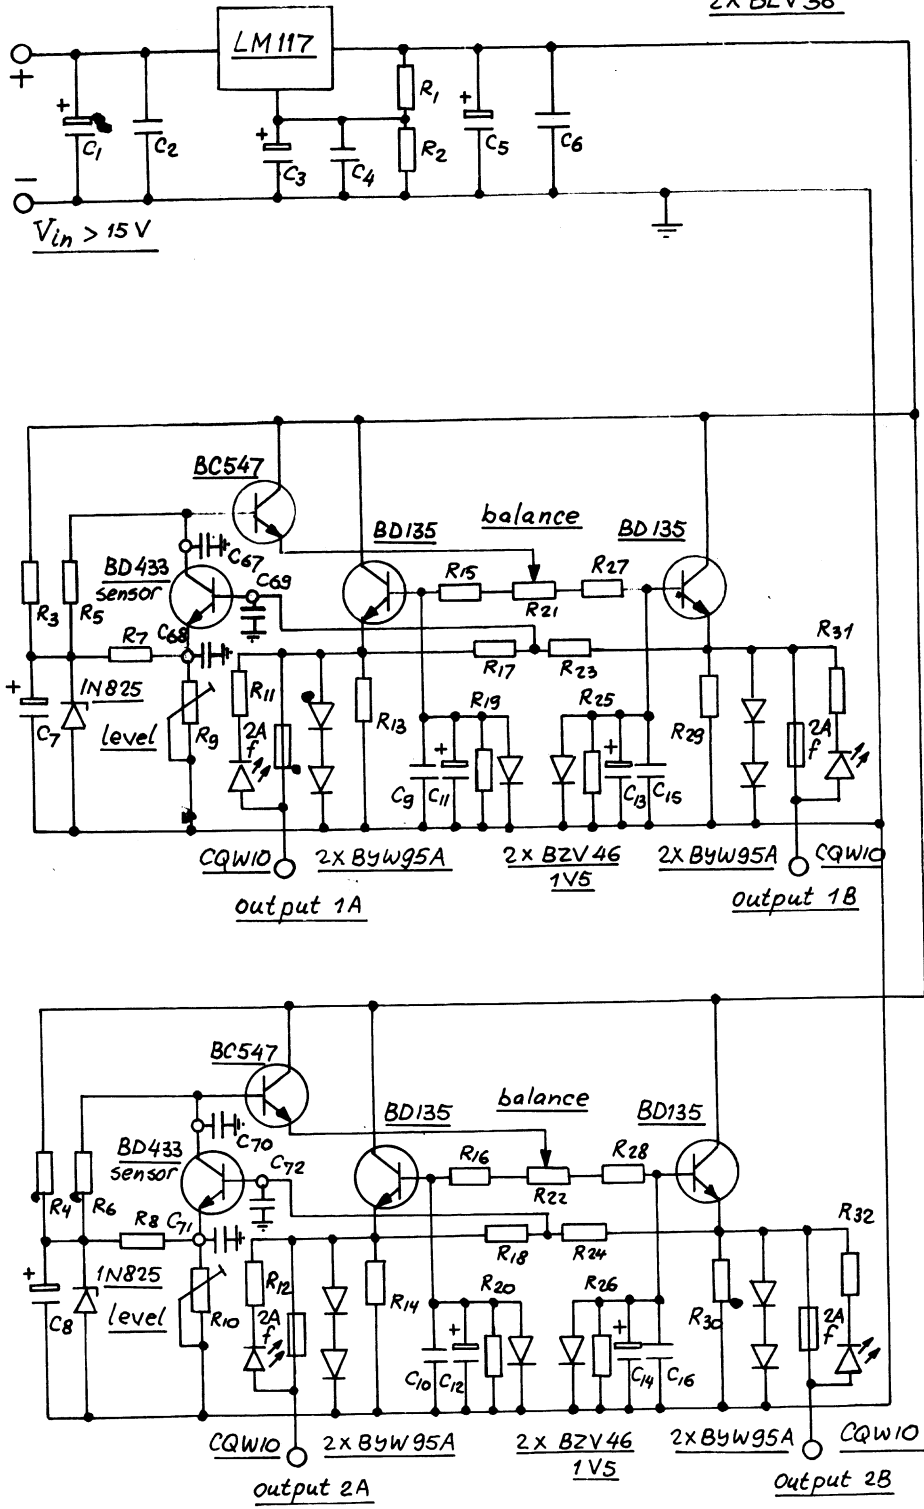 2x BLV 36
LM117
+
+
C1
C2
+
C3
C4
R1
R2
+
C5
C6
−
Vin > 15 V
BC547
BD135
balance
BD135
C67
BD433
sensor
C69
R15
R21
R27
R3
R5
R7
C68
R17
R23
R31
+
C7
1N825
level
R9
R11
2A
f
R13
R19
+
C9
C11
R25
+
C13
C15
R29
2A
f
CQW10
2x BYW95A
2x BZV46
1V5
2x BYW95A
CQW10
output 1A
output 1B
BC547
BD135
balance
BD135
C70
BD433
sensor
C72
R16
R22
R28
R4
R6
R8
C71
R18
R24
R32
+
C8
1N825
level
R10
R12
2A
f
R14
R20
+
C10
C12
R26
+
C14
C16
R30
2A
f
CQW10
2x BYW95A
2x BZV46
1V5
2x BYW95A
CQW10
output 2A
output 2B